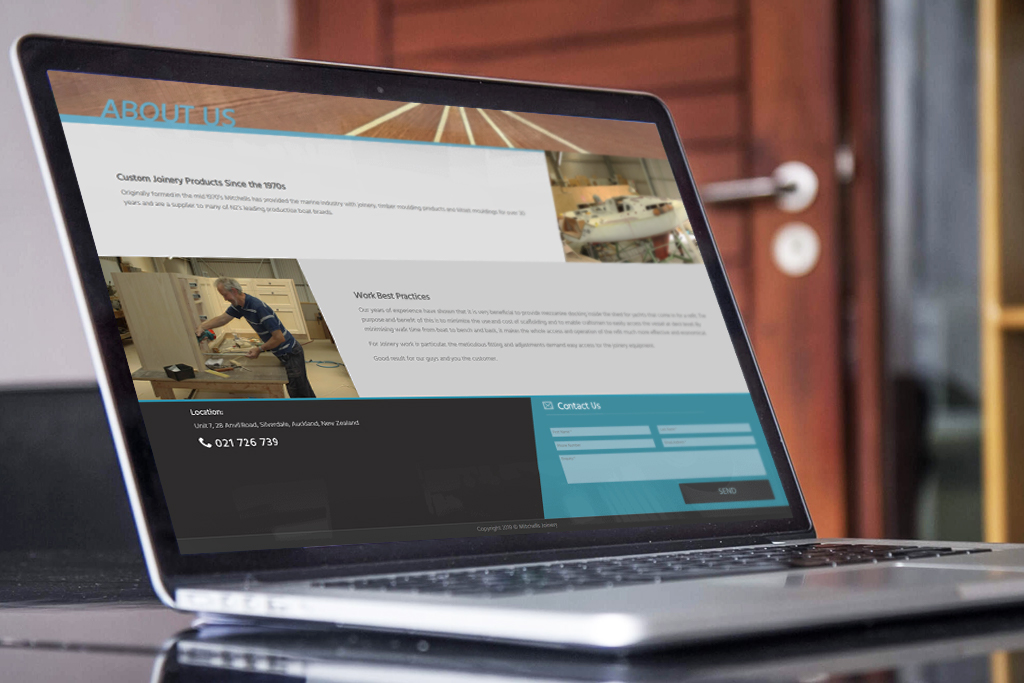 ABOUT US
Custom Joinery Products Since the 1970s
Originally formed in the mid 1970's Mitchells has provided the marine industry with joinery, timber moulding products and timber mouldings for over 30
years and are a supplier to many of NZ's leading production boat brands.
Work Best Practices
Our years of experience have shown that it is very beneficial to provide mezzanine docking inside the shed for yachts that come in for a refit. The
purpose and benefit of this is to minimise the use and cost of scaffolding and to enable craftsmen to easily access the vessel at deck level. By
minimising walk time from boat to bench and back, it makes the whole access and operation of the refit much more effective and economical.
For joinery work in particular, the meticulous fitting and adjustments demand easy access for the joinery equipment.
Good result for our guys and you the customer.
Location:
Unit 7, 28 Anvil Road, Silverdale, Auckland, New Zealand
021 726 739
Contact Us
SEND
Copyright 2019 © Mitchells Joinery